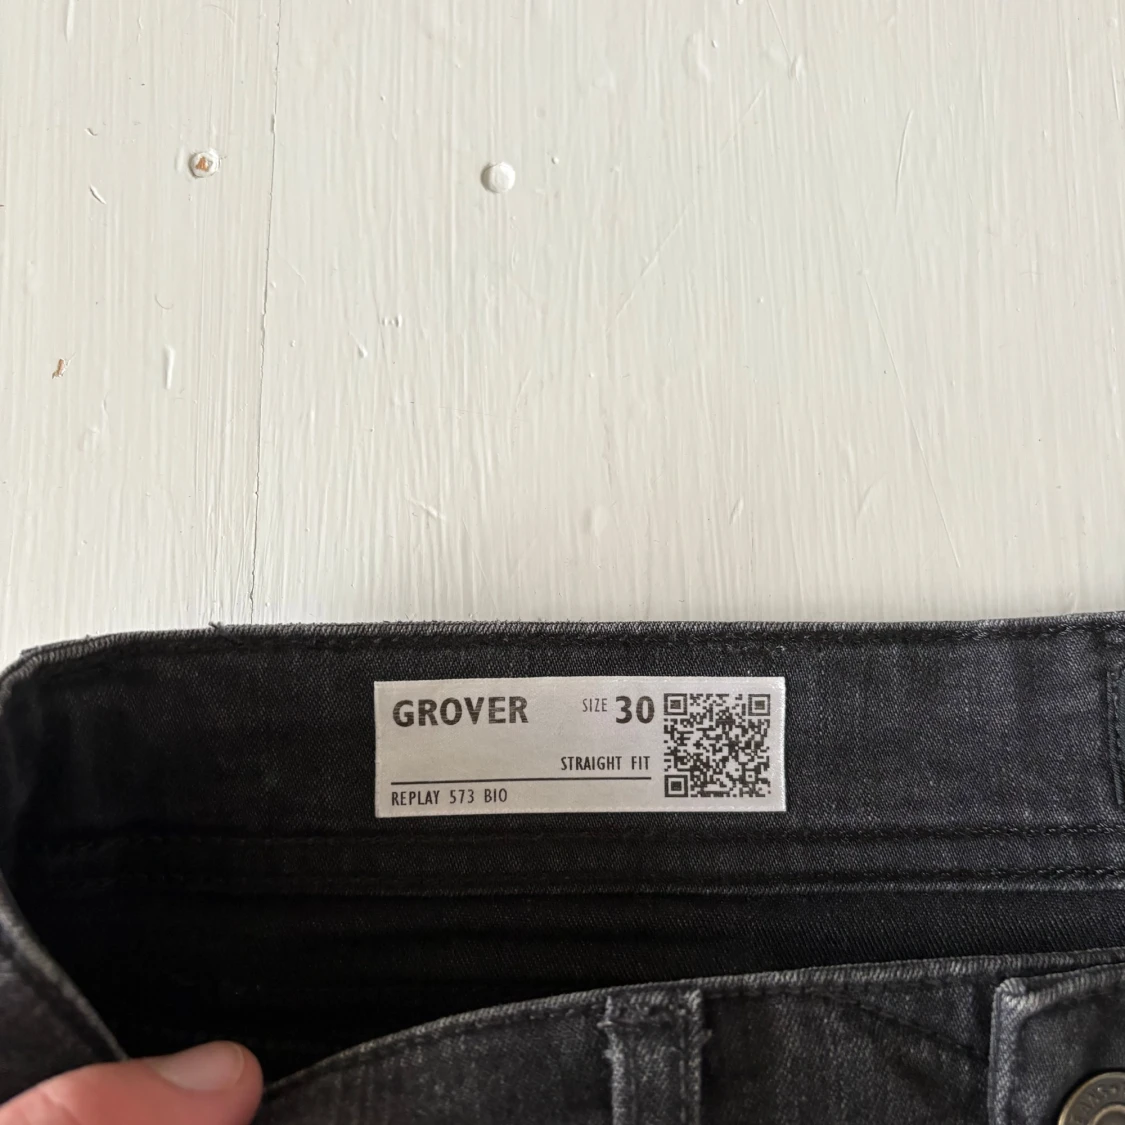 GROVER
SIZE 30
STRAIGHT FIT
REPLAY 573 BIO